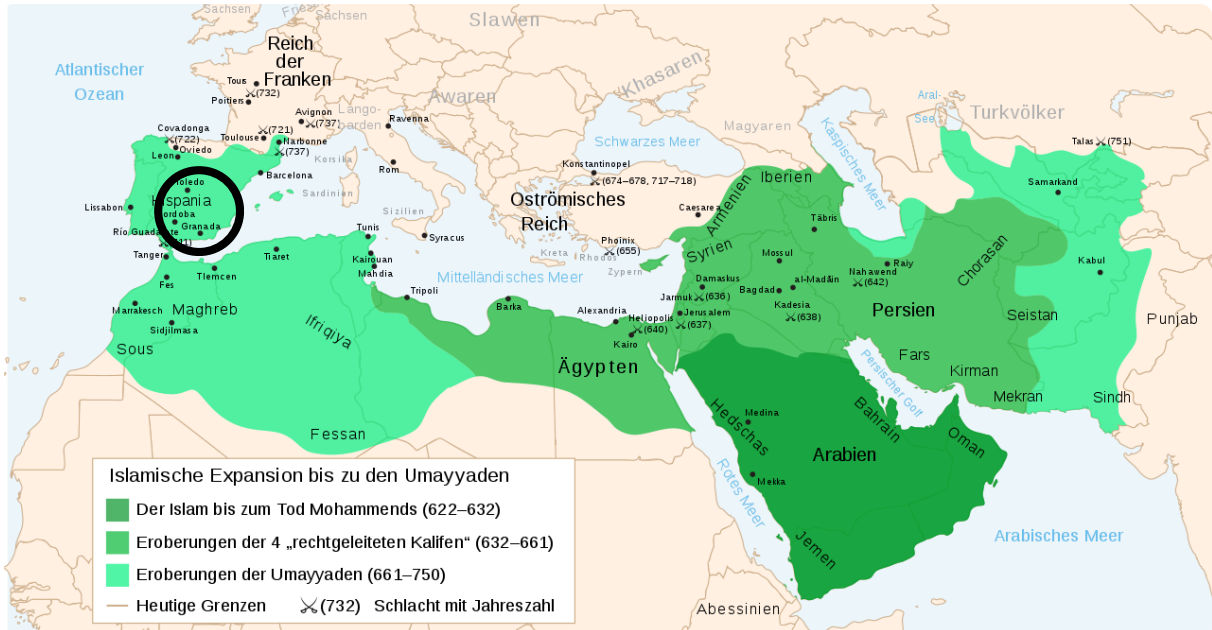 Sachsen
Friesen
Sachsen
Slawen
Reich
der
Franken
Atlantischer
Ozean
Tours
(732)
Poitiers
Awaren
Khasaren
Magyaren
Aral-
See
Turkvölker
Avignon
(737)
Lango-
barden
Ravenna
Covadonga
(722)
Oviedo
Leon
Toulouse
(721)
Narbonne
(737)
Barcelona
Korsika
Rom
Sardinien
Schwarzes Meer
Kaspisches Meer
Talas
(751)
Konstantinopel
(674–678, 717–718)
Iberien
Armenien
Samarkand
Hispania
Lissabon
Granada
Oströmisches
Reich
Caesarea
Täbris
Sizilien
Syracus
Tunis
Kairouan
Mahdia
Tanger
Fes
Tlemcen
Tiaret
Kreta
Rhodos
Zypern
Phoinix
(655)
Syrien
Mossul
Raiy
Nahawend
(642)
Chorasan
Kabul
Mittelländisches Meer
Tripoli
Barka
Alexandria
Heliopolis
(640)
Kairo
Damaskus
Jarmuk
(636)
Jerusalem
(637)
Bagdad
al-Madāin
Kadesia
(638)
Persien
Seistan
Punjab
Marrakesch
Maghreb
Sidjilmasa
Sous
Ifriqiya
Fessan
Ägypten
Persischer Golf
Fars
Kirman
Mekran
Sindh
Hedschas
Medina
Mekka
Bahrain
Oman
Arabien
Rotes Meer
Jemen
Arabisches Meer
Abessinien
Islamische Expansion bis zu den Umayyaden
Der Islam bis zum Tod Mohammends (622–632)
Eroberungen der 4 „rechtgeleiteten Kalifen“ (632–661)
Eroberungen der Umayyaden (661–750)
Heutige Grenzen
(732) Schlacht mit Jahreszahl